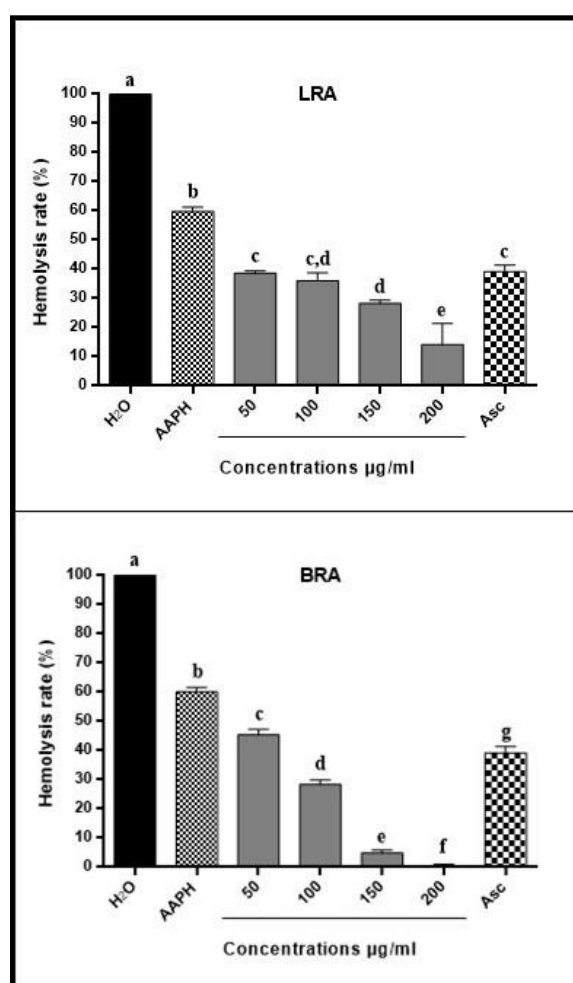 LRA
Hemolysis rate (%)
100
90
80
70
60
50
40
30
20
10
0
a
b
c
c,d
d
e
c
H₂O
AAPH
50
100
150
200
Asc
Concentrations µg/ml
BRA
Hemolysis rate (%)
100
90
80
70
60
50
40
30
20
10
0
a
b
c
d
e
f
g
H₂O
AAPH
50
100
150
200
Asc
Concentrations µg/ml